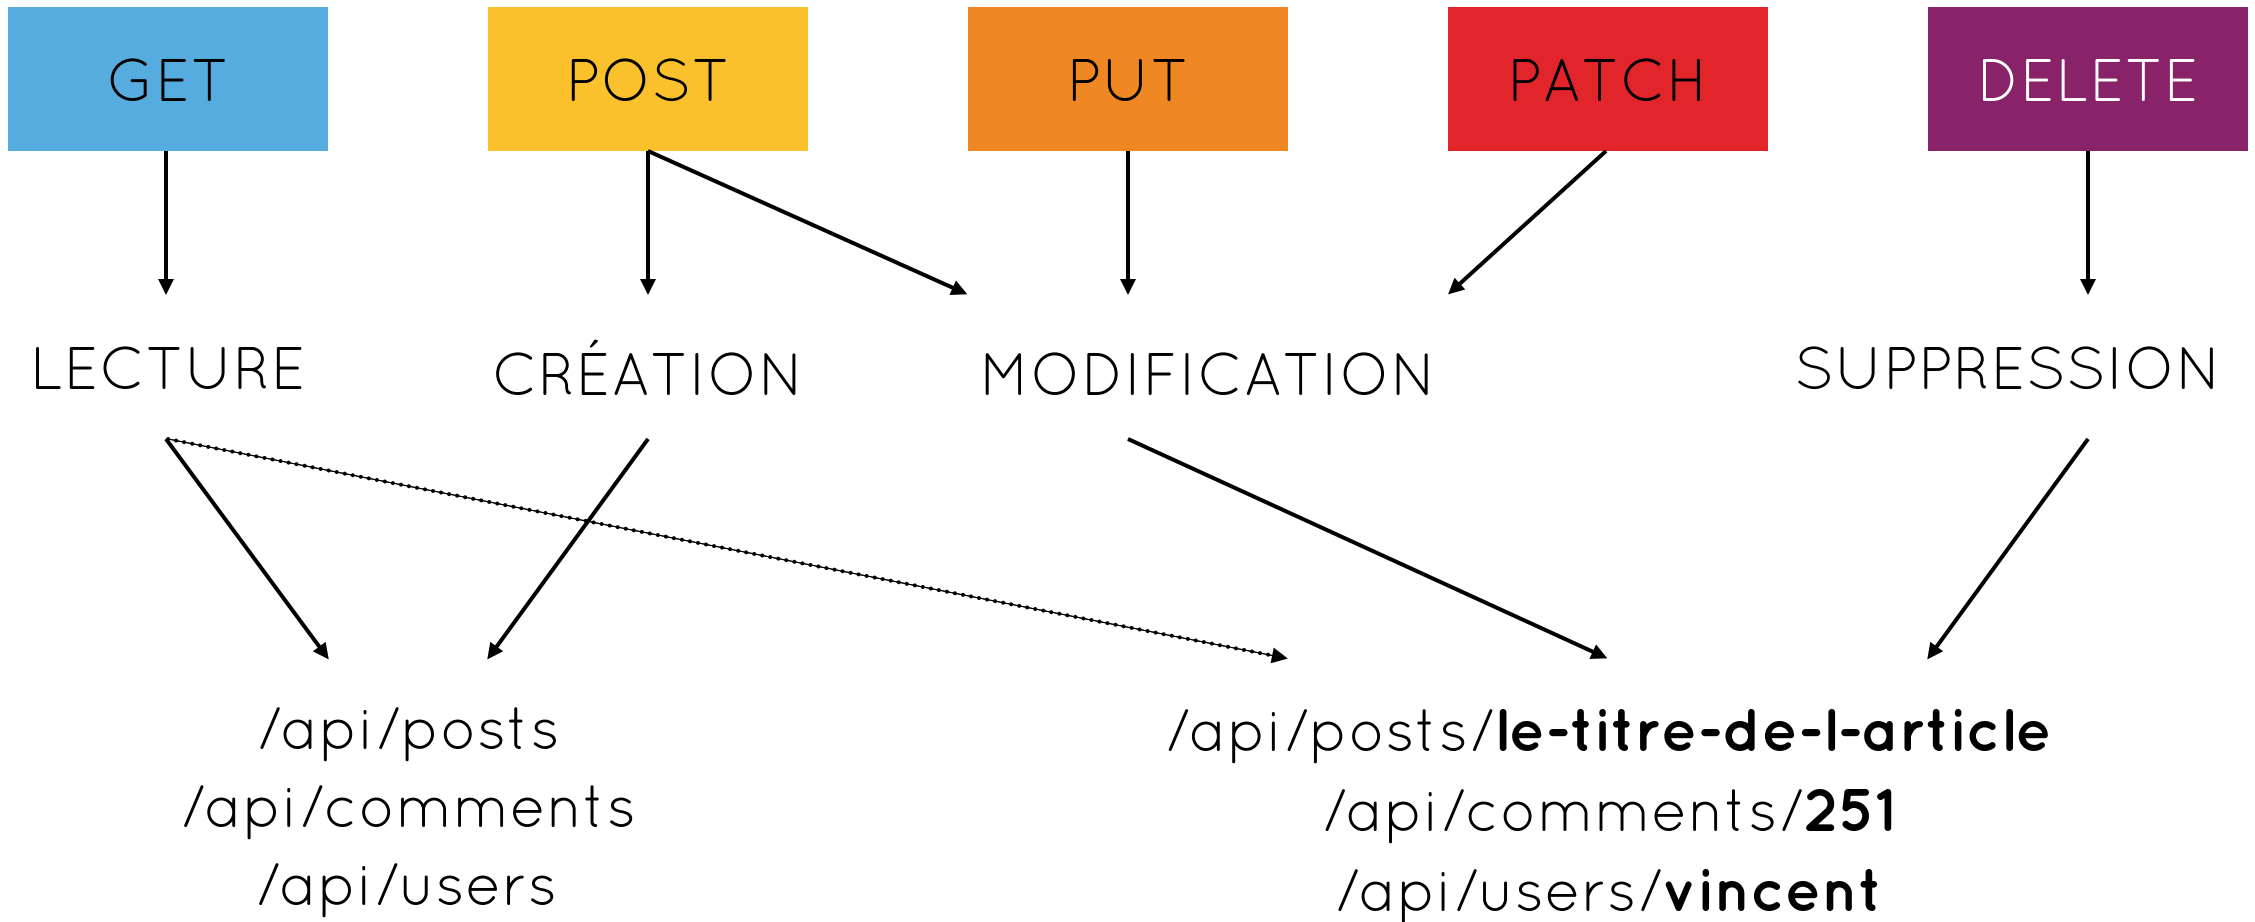 GET
POST
PUT
PATCH
DELETE
LECTURE
CRÉATION
MODIFICATION
SUPPRESSION
/api/posts
/api/comments
/api/users
/api/posts/le-titre-de-l-article
/api/comments/251
/api/users/vincent